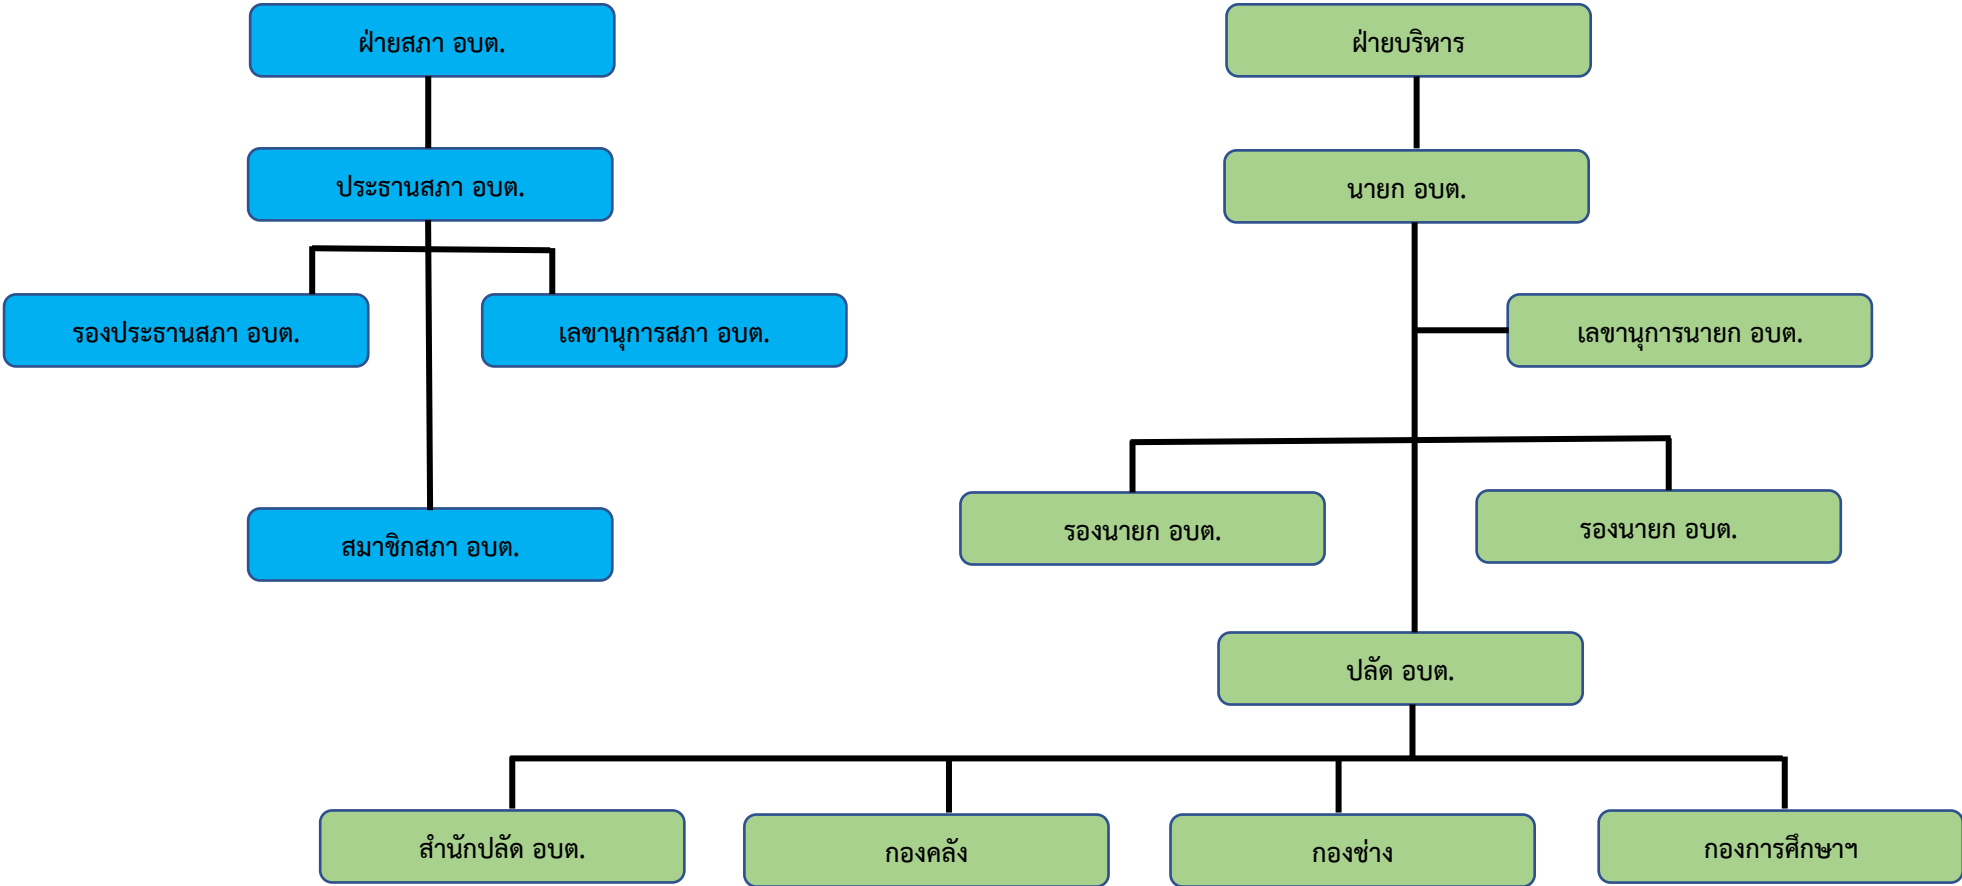 ฝ่ายสภา อบต.
ฝ่ายบริหาร
ประธานสภา อบต.
นายก อบต.
รองประธานสภา อบต.
เลขานุการสภา อบต.
เลขานุการนายก อบต.
สมาชิกสภา อบต.
รองนายก อบต.
รองนายก อบต.
ปลัด อบต.
สำนักปลัด อบต.
กองคลัง
กองช่าง
กองการศึกษาฯ